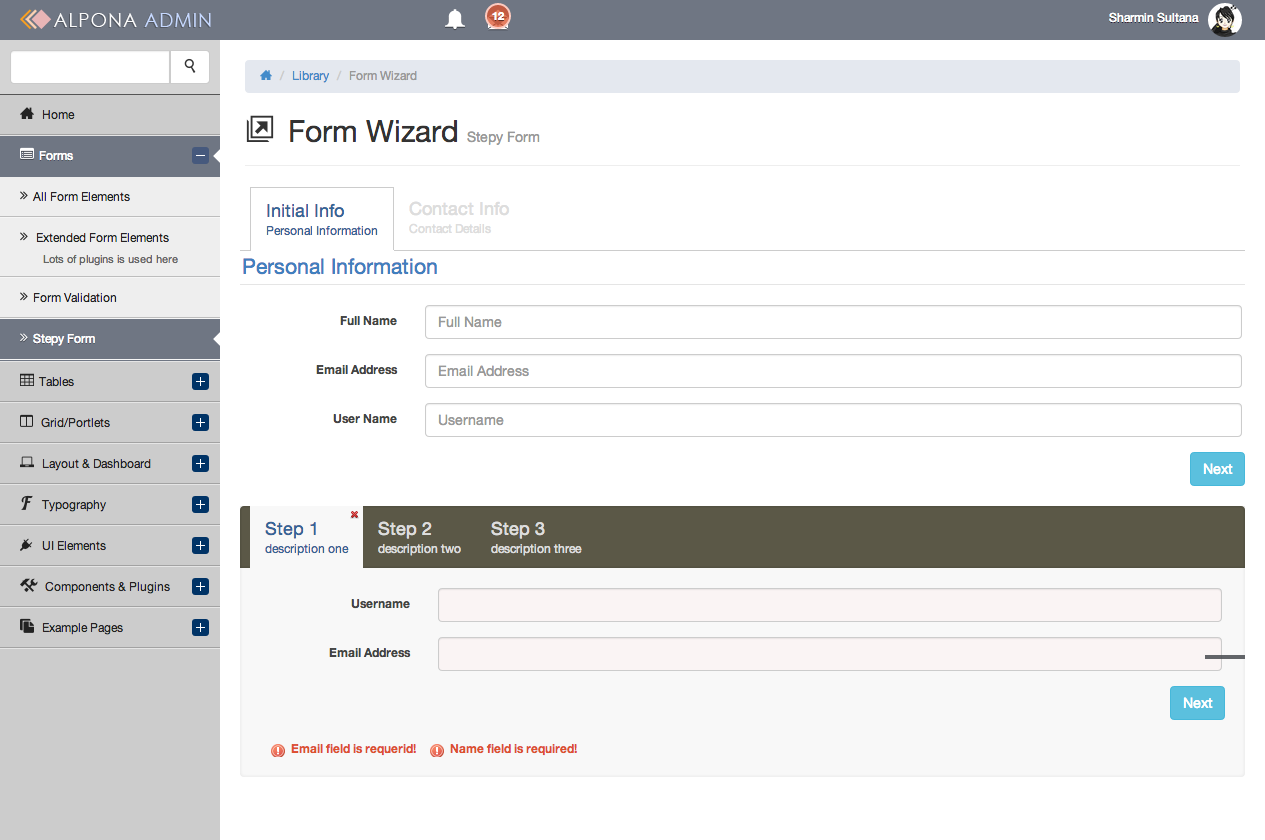 ALPONA ADMIN
12
Sharmin Sultana
Home
Forms
All Form Elements
Extended Form Elements
Lots of plugins is used here
Form Validation
Stepy Form
Tables
Grid/Portlets
Layout & Dashboard
Typography
UI Elements
Components & Plugins
Example Pages
/ Library / Form Wizard
Form Wizard Stepy Form
Initial Info
Personal Information
Contact Info
Contact Details
Personal Information
Full Name Full Name
Email Address Email Address
User Name Username
Next
Step 1
description one
Step 2
description two
Step 3
description three
Username
Email Address
Next
Email field is requerid! Name field is required!